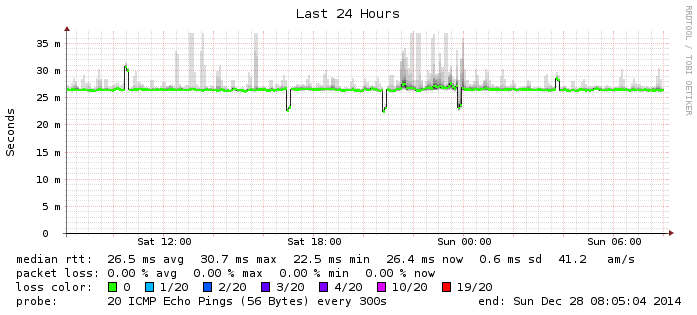 Last 24 Hours
RRDTOOL / TOBI OETIKER
Seconds
35 m
30 m
25 m
20 m
15 m
10 m
5 m
0
Sat 12:00 Sat 18:00 Sun 00:00 Sun 06:00
median rtt: 26.5 ms avg 30.7 ms max 22.5 ms min 26.4 ms now 0.6 ms sd 41.2 am/s
packet loss: 0.00 % avg 0.00 % max 0.00 % min 0.00 % now
loss color: 0 1/20 2/20 3/20 4/20 10/20 19/20
probe: 20 ICMP Echo Pings (56 Bytes) every 300s end: Sun Dec 28 08:05:04 2014